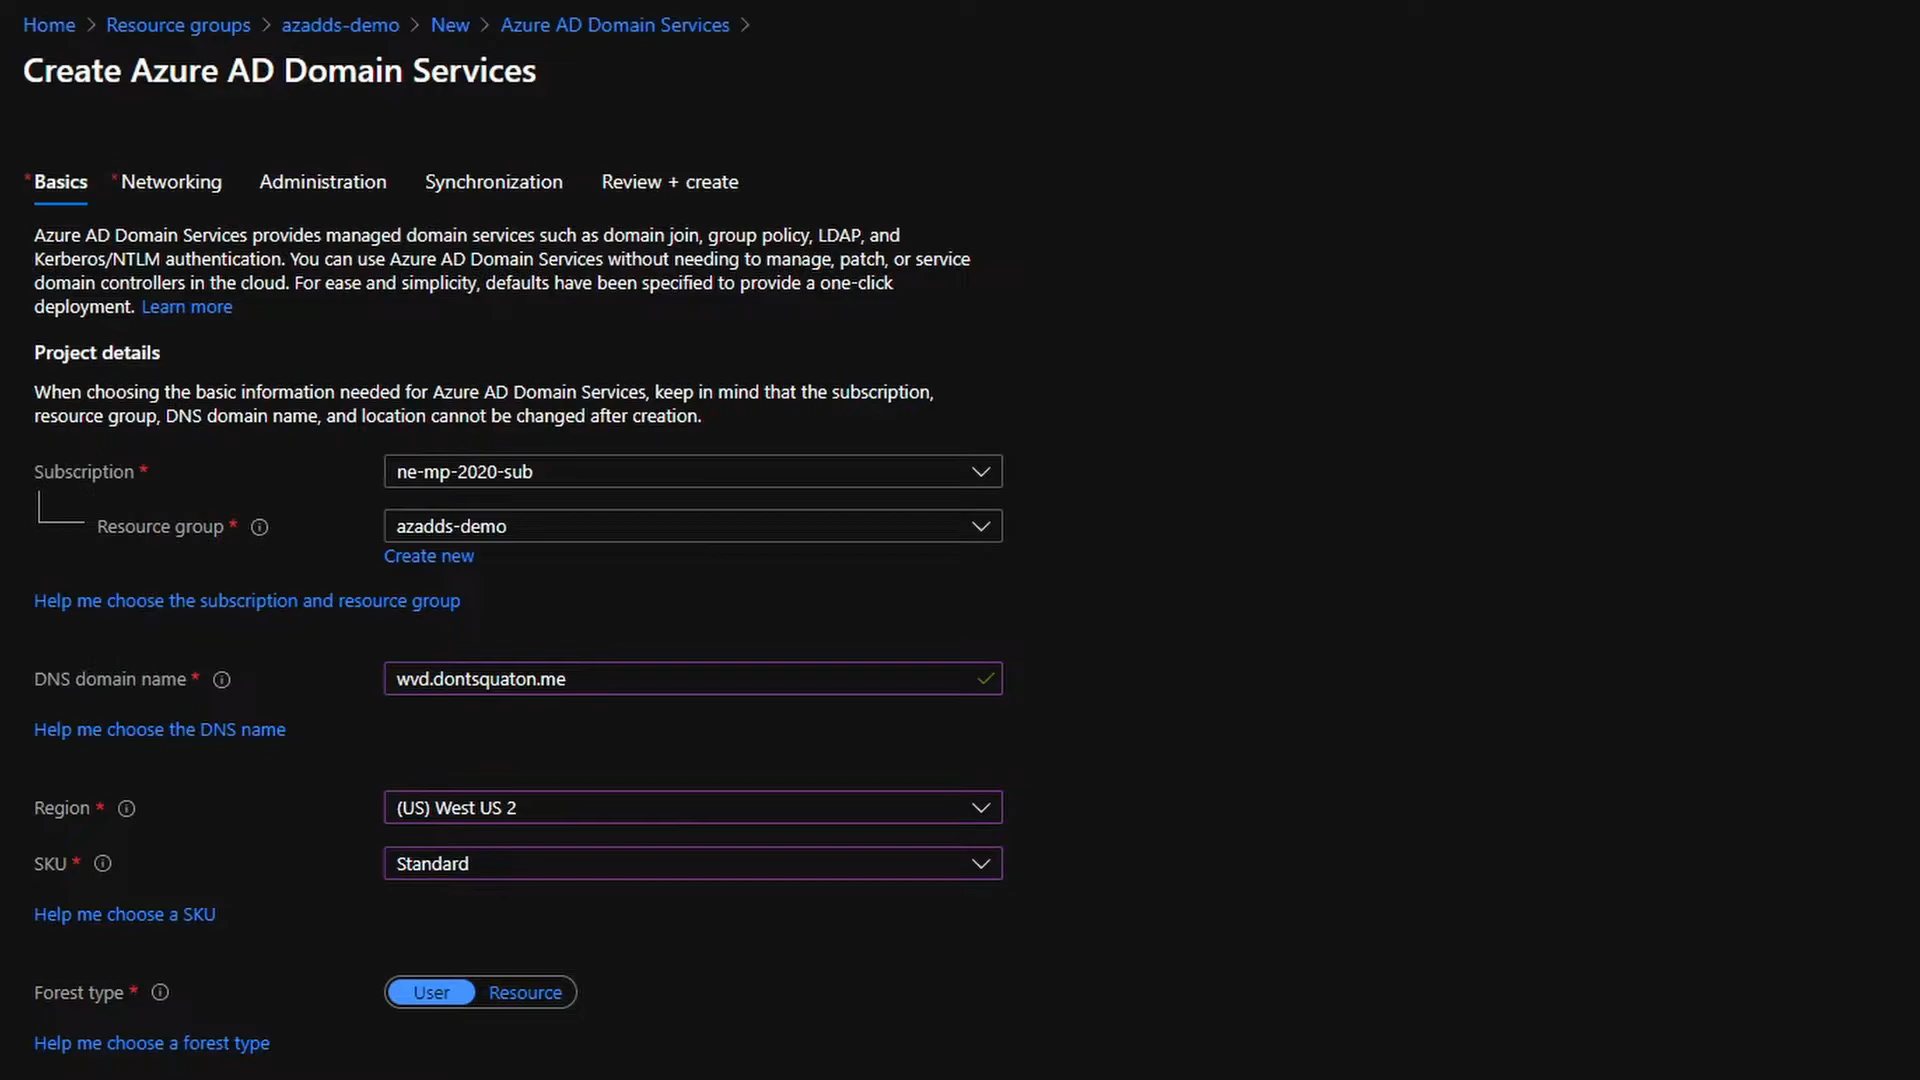 Home > Resource groups > azadds-demo > New > Azure AD Domain Services >
Create Azure AD Domain Services
* Basics * Networking Administration Synchronization Review + create
Azure AD Domain Services provides managed domain services such as domain join, group policy, LDAP, and
Kerberos/NTLM authentication. You can use Azure AD Domain Services without needing to manage, patch, or service
domain controllers in the cloud. For ease and simplicity, defaults have been specified to provide a one-click
deployment. Learn more
Project details
When choosing the basic information needed for Azure AD Domain Services, keep in mind that the subscription,
resource group, DNS domain name, and location cannot be changed after creation.
Subscription * ne-mp-2020-sub
Resource group * azadds-demo
Create new
Help me choose the subscription and resource group
DNS domain name * wvd.dontsquaton.me
Help me choose the DNS name
Region * (US) West US 2
SKU * Standard
Help me choose a SKU
Forest type * User Resource
Help me choose a forest type